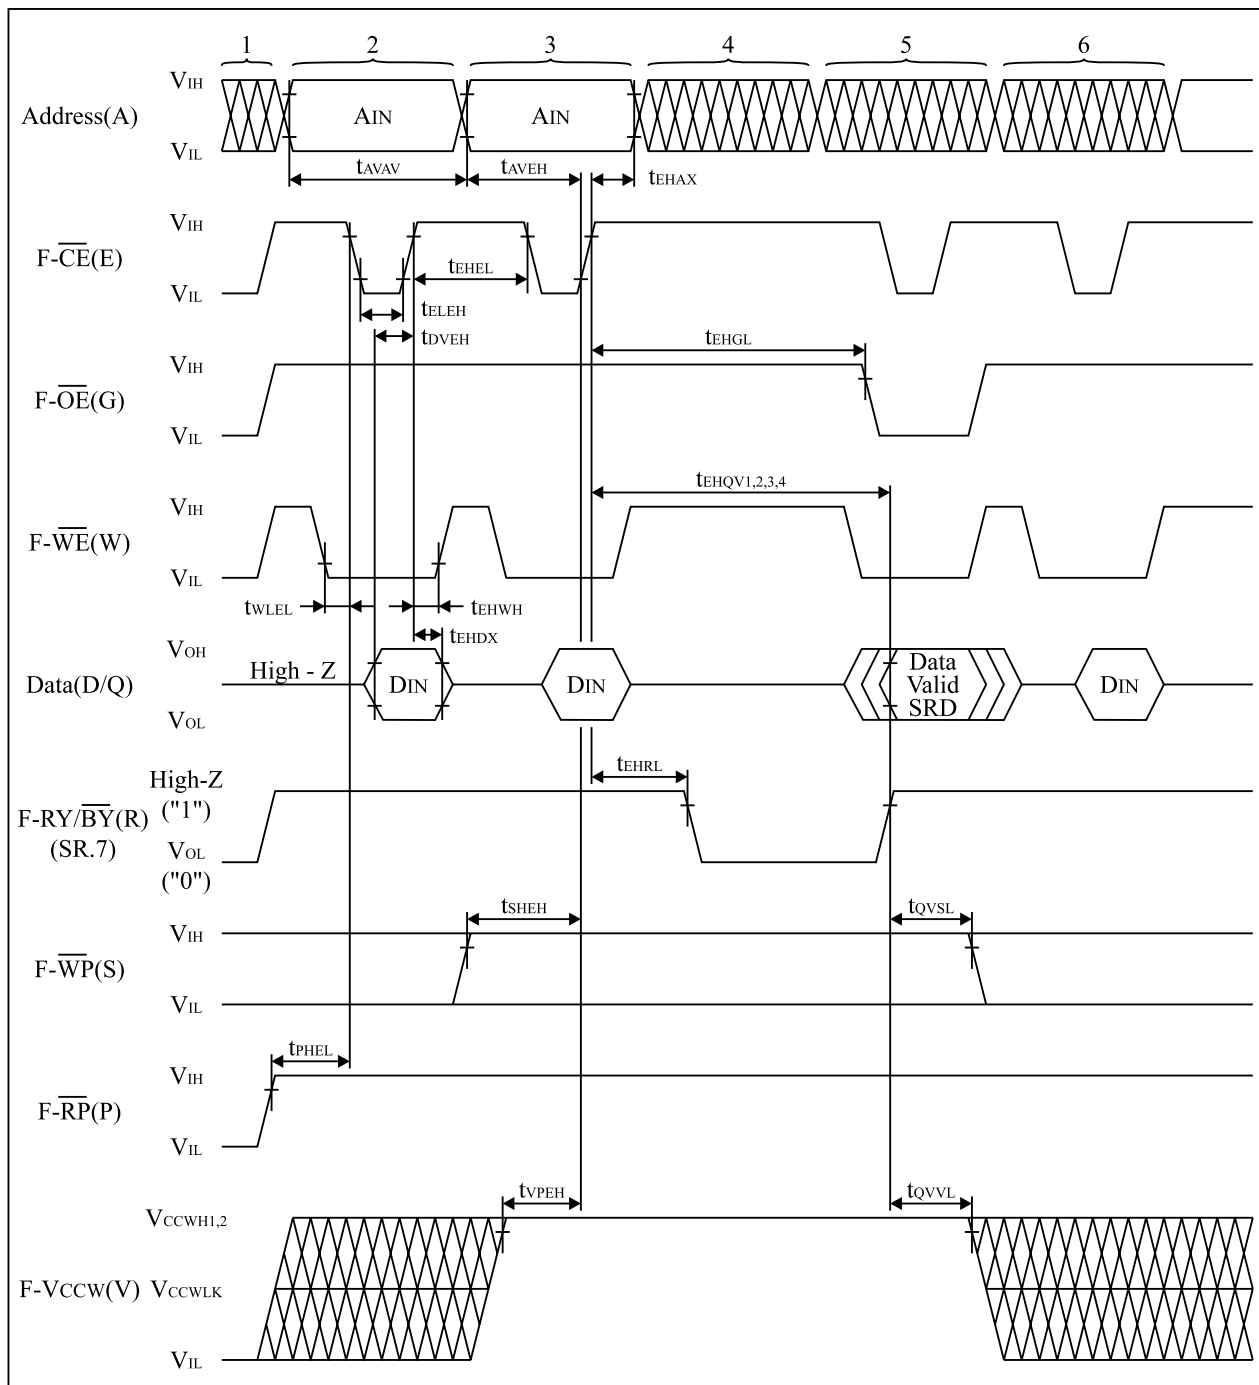 1 2 3 4 5 6
VIH
Address(A)
AIN AIN
VIL
tAVAV tAVEH tEHAX
VIH
F-CE(E)
tEHEL
VIL
tELEH
tDVEH
tEHGL
VIH
F-OE(G)
VIL
tEHQV1,2,3,4
VIH
F-WE(W)
VIL
tWLEL tEHWH
tEHDX
VOH
High - Z
Data(D/Q)
DIN DIN Data Valid SRD DIN
VOL
tEHRL
High-Z
("1")
F-RY/BY(R)
(SR.7)
VOL
("0")
tSHEH tQVSL
VIH
F-WP(S)
VIL
tPHEL
VIH
F-RP(P)
VIL
tVPEH tQVVL
VCCWH1,2
F-VCCW(V) VCCWLK
VIL